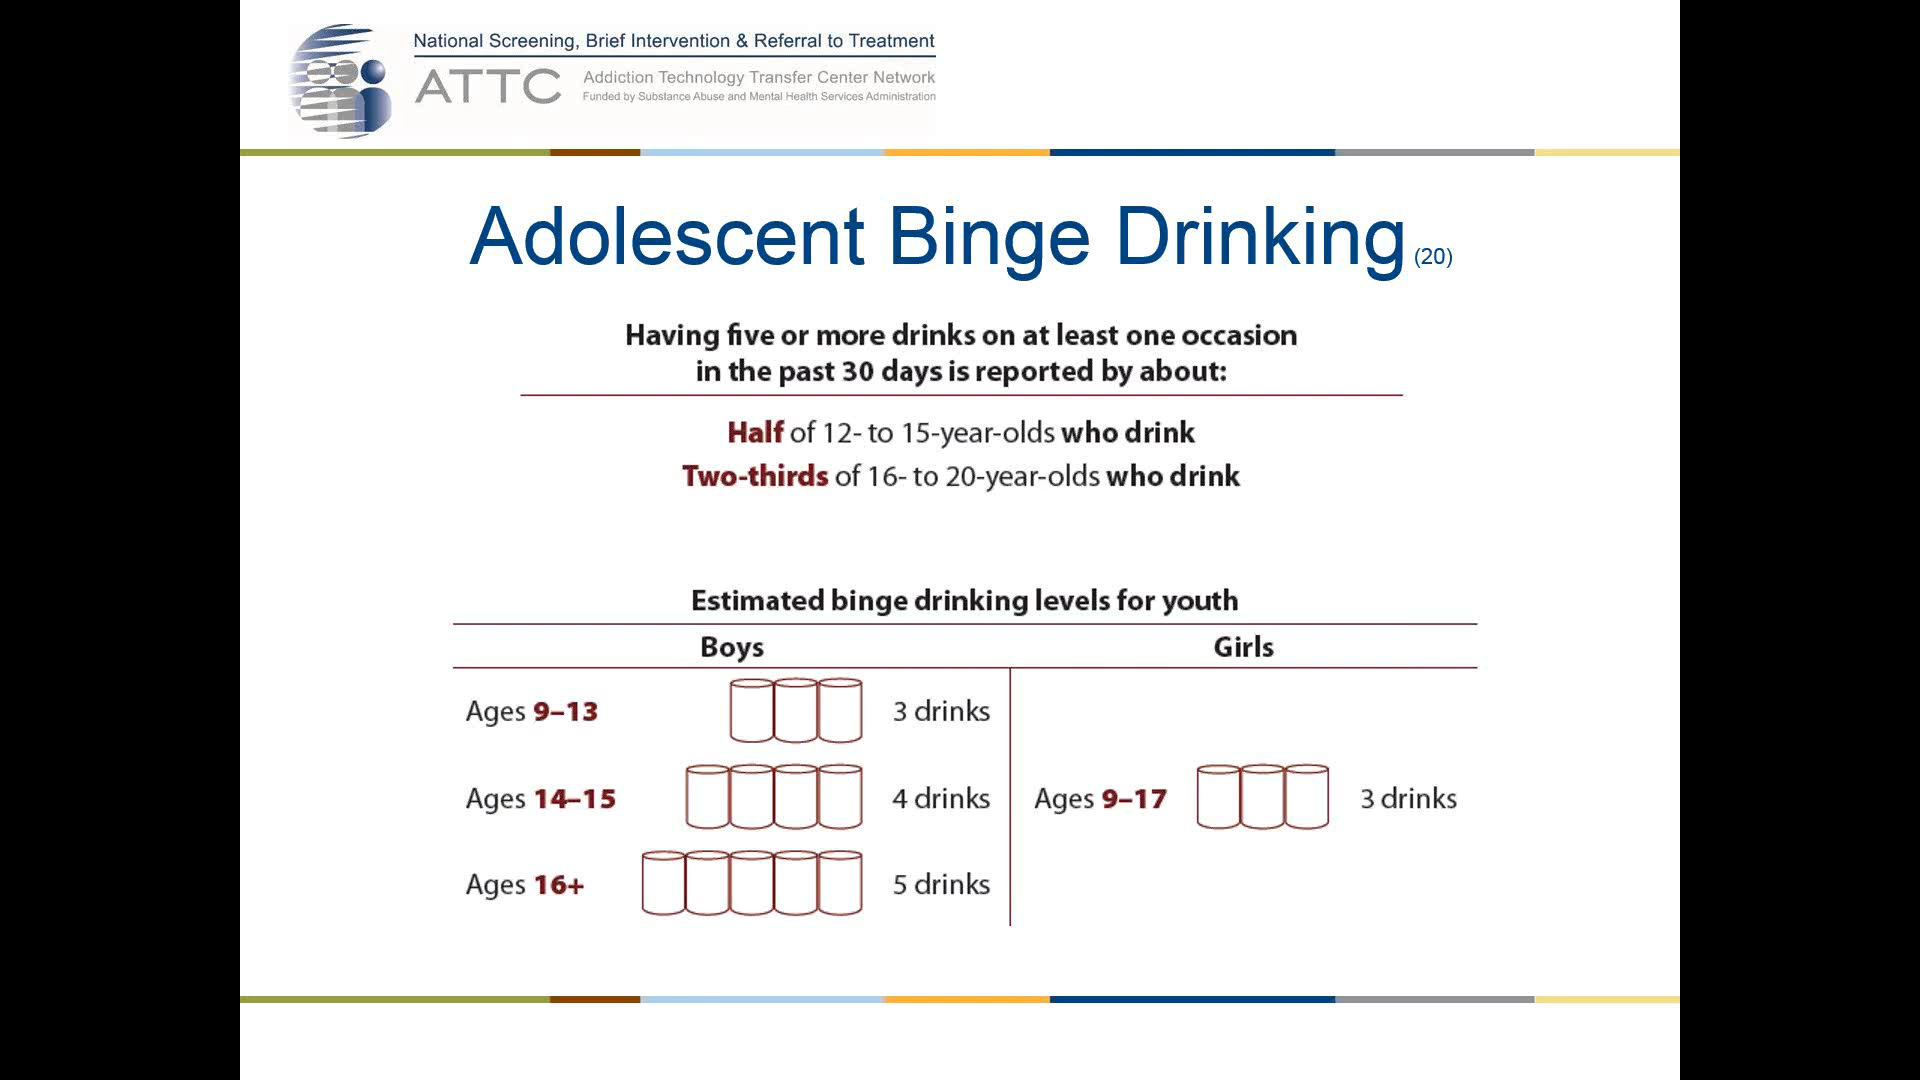 National Screening, Brief Intervention & Referral to Treatment
ATTC
Addiction Technology Transfer Center Network
Funded by Substance Abuse and Mental Health Services Administration
Adolescent Binge Drinking (20)
Having five or more drinks on at least one occasion
in the past 30 days is reported by about:
Half of 12- to 15-year-olds who drink
Two-thirds of 16- to 20-year-olds who drink
Estimated binge drinking levels for youth
Boys
Girls
Ages 9–13 3 drinks
Ages 14–15 4 drinks
Ages 16+ 5 drinks
Ages 9–17 3 drinks